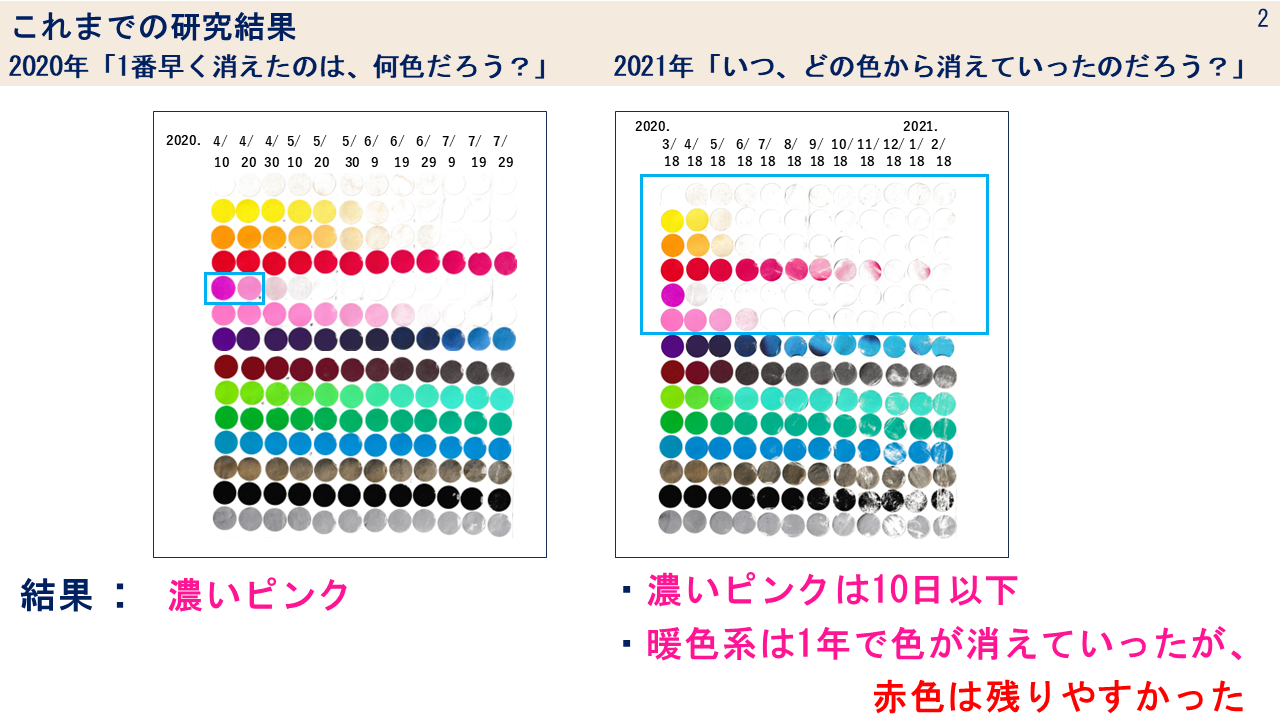 これまでの研究結果
2
2020年「1番早く消えたのは、何色だろう？」
2021年「いつ、どの色から消えていったのだろう？」
2020. 4/ 4/ 4/ 5/ 5/ 5/ 6/ 6/ 6/ 7/ 7/ 7/
10 20 30 10 20 30 9 19 29 9 19 29
2020. 2021.
3/ 4/ 5/ 6/ 7/ 8/ 9/ 10/ 11/ 12/ 1/ 2/
18 18 18 18 18 18 18 18 18 18 18 18
結果： 濃いピンク
・濃いピンクは10日以下
・暖色系は1年で色が消えていったが、
赤色は残りやすかった